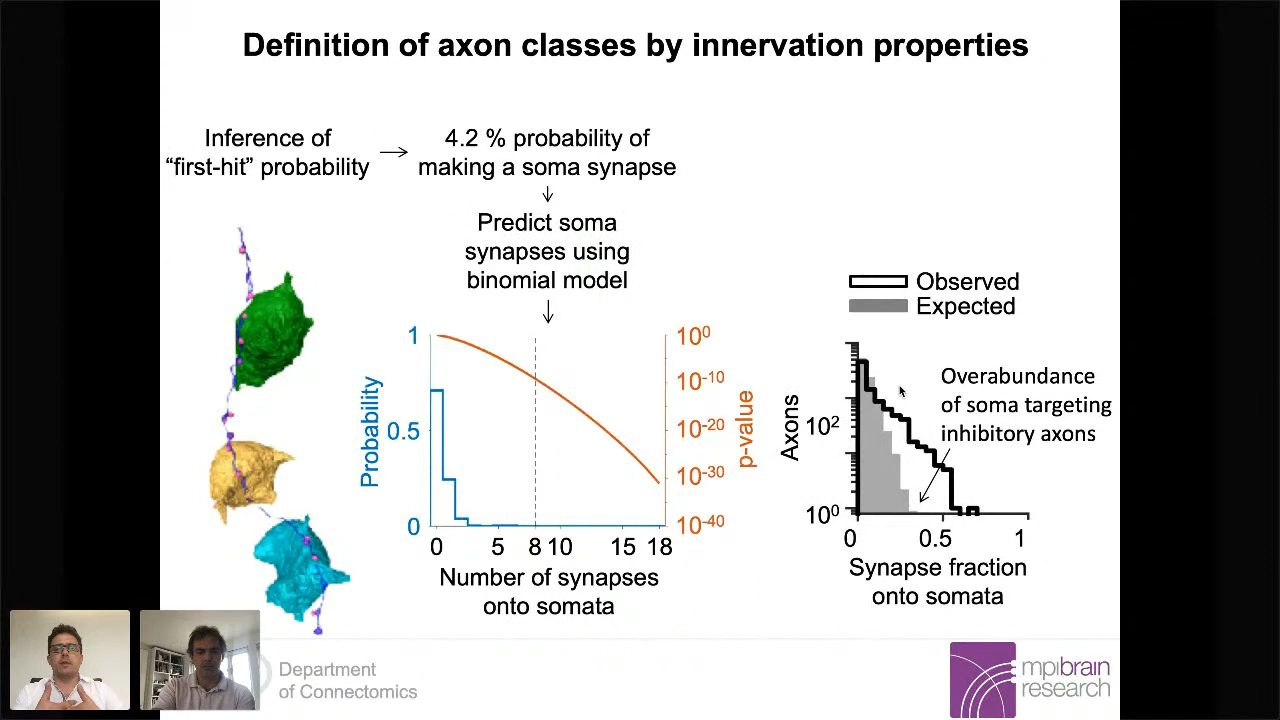 Definition of axon classes by innervation properties
Inference of
“first-hit” probability
4.2 % probability of
making a soma synapse
Predict soma
synapses using
binomial model
1
0.5
0
Probability
10⁰
10⁻¹⁰
10⁻²⁰
10⁻³⁰
10⁻⁴⁰
p-value
0 5 8 10 15 18
Number of synapses
onto somata
Observed
Expected
Overabundance
of soma targeting
inhibitory axons
Axons
10²
10⁰
0 0.5 1
Synapse fraction
onto somata
Department
of Connectomics
mpibrain
research